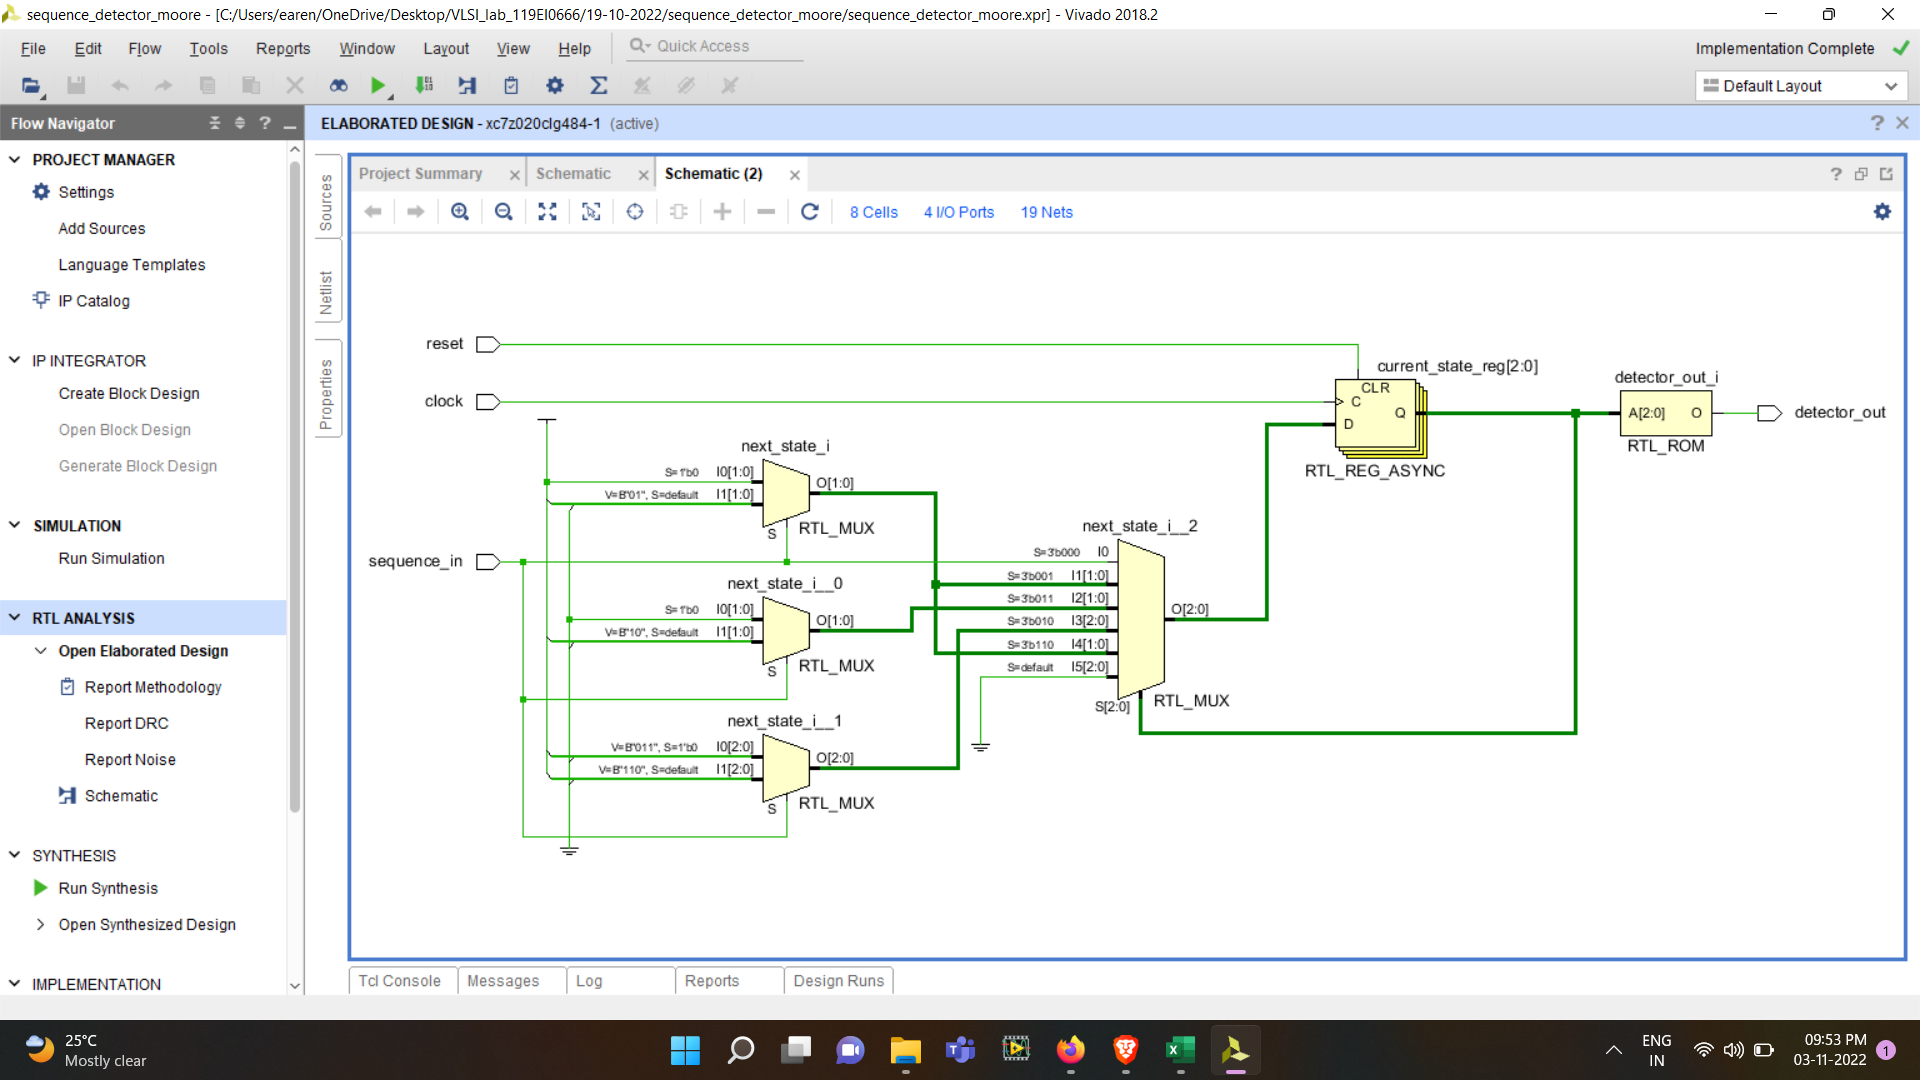 sequence_detector_moore - [C:/Users/earen/OneDrive/Desktop/VLSI_lab_119EI0666/19-10-2022/sequence_detector_moore/sequence_detector_moore.xpr] - Vivado 2018.2
File Edit Flow Tools Reports Window Layout View Help Quick Access
Implementation Complete
Default Layout
Flow Navigator
ELABORATED DESIGN - xc7z020clg484-1 (active)
PROJECT MANAGER
Settings
Add Sources
Language Templates
IP Catalog
IP INTEGRATOR
Create Block Design
Open Block Design
Generate Block Design
SIMULATION
Run Simulation
RTL ANALYSIS
Open Elaborated Design
Report Methodology
Report DRC
Report Noise
Schematic
SYNTHESIS
Run Synthesis
Open Synthesized Design
IMPLEMENTATION
Sources
Netlist
Properties
Project Summary Schematic Schematic (2)
8 Cells 4 I/O Ports 19 Nets
reset
clock
sequence_in
next_state_i
S=1'b0 I0[1:0]
V=B"01", S=default I1[1:0]
O[1:0]
S
RTL_MUX
next_state_i__0
S=1'b0 I0[1:0]
V=B"10", S=default I1[1:0]
O[1:0]
S
RTL_MUX
next_state_i__1
V=B"011", S=1'b0 I0[2:0]
V=B"110", S=default I1[2:0]
O[2:0]
S
RTL_MUX
next_state_i__2
S=3'b000 I0
S=3'b001 I1[1:0]
S=3'b011 I2[1:0]
S=3'b010 I3[2:0]
S=3'b110 I4[1:0]
S=default I5[2:0]
O[2:0]
S[2:0]
RTL_MUX
current_state_reg[2:0]
CLR
C
Q
D
RTL_REG_ASYNC
detector_out_i
A[2:0] O
RTL_ROM
detector_out
Tcl Console Messages Log Reports Design Runs
25°C
Mostly clear
ENG
IN
09:53 PM
03-11-2022
1